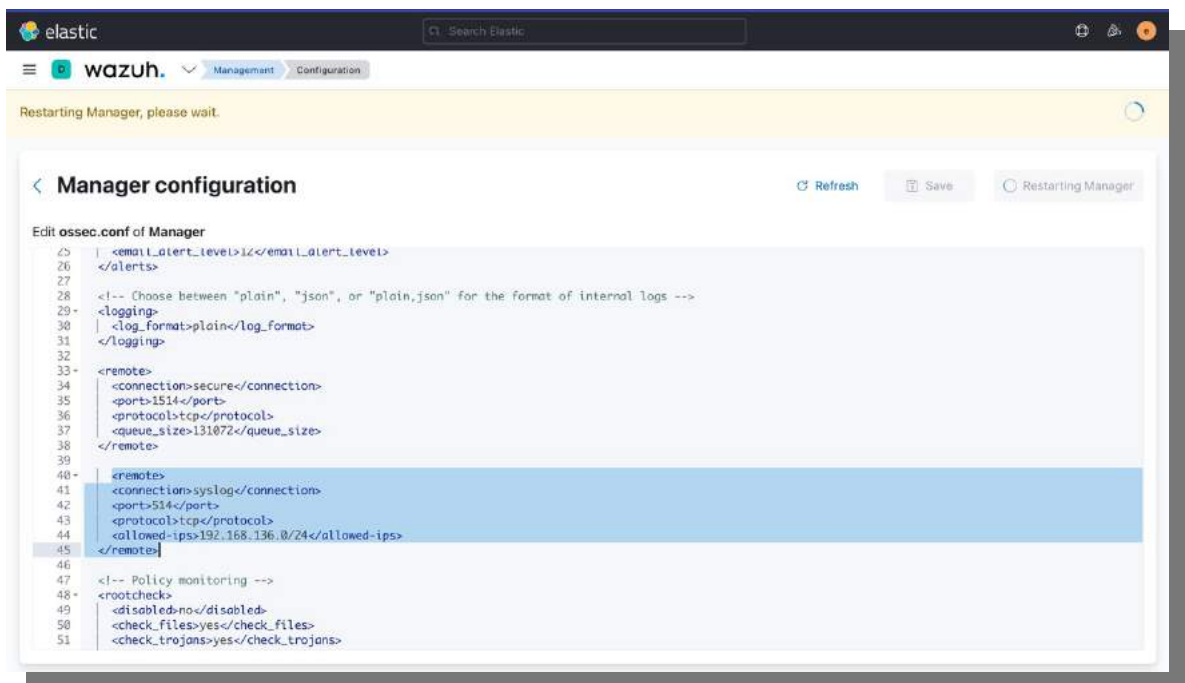 elastic
Search Elastic
e
D wazuh. Management Configuration
Restarting Manager, please wait.
Manager configuration
Refresh Save Restarting Manager
Edit ossec.conf of Manager
25 <email_alert_level>12</email_alert_level>
26 </alerts>
27
28 <!-- Choose between "plain", "json", or "plain,json" for the format of internal logs -->
29 <logging>
30 <log_format>plain</log_format>
31 </logging>
32
33 <remote>
34 <connection>secure</connection>
35 <port>1514</port>
36 <protocol>tcp</protocol>
37 <queue_size>131072</queue_size>
38 </remote>
39
40 <remote>
41 <connection>syslog</connection>
42 <port>514</port>
43 <protocol>tcp</protocol>
44 <allowed-ips>192.168.136.0/24</allowed-ips>
45 </remote>
46
47 <!-- Policy monitoring -->
48 <rootcheck>
49 <disabled>no</disabled>
50 <check_files>yes</check_files>
51 <check_trojans>yes</check_trojans>